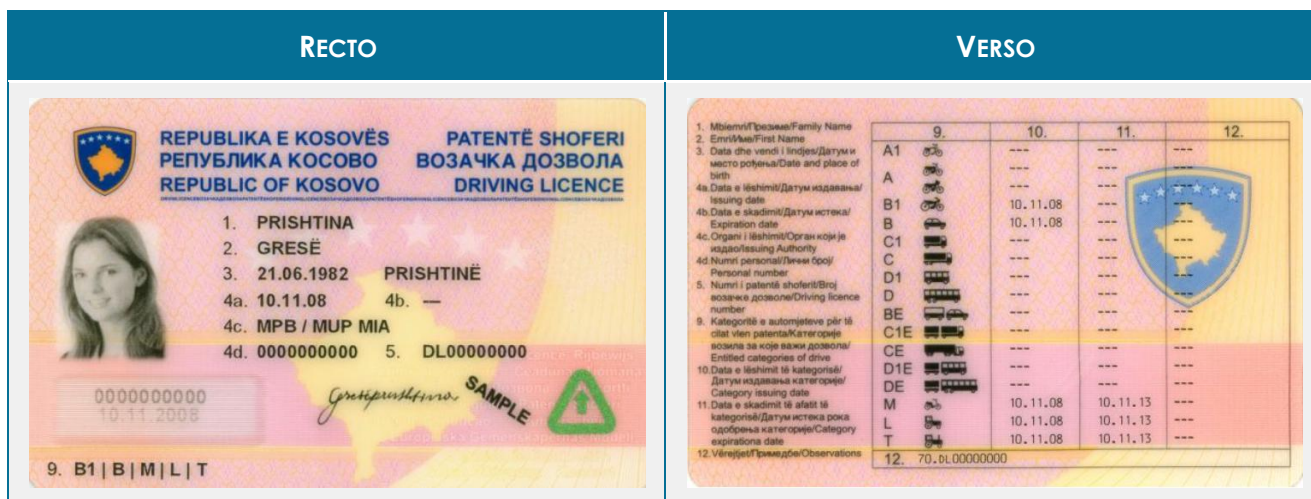 RECTO
VERSO
REPUBLIKA E KOSOVËS PATENTË SHOFERI
РЕПУБЛИКА КОСОВО ВОЗАЧКА ДОЗВОЛА
REPUBLIC OF KOSOVO DRIVING LICENCE
1. PRISHTINA
2. GRESË
3. 21.06.1982 PRISHTINË
4a. 10.11.08 4b. —
4c. MPB / MUP MIA
4d. 0000000000 5. DL00000000
0000000000
10.11.2008
SAMPLE
9. B1 | B | M | L | T
1. Mbiemri/Презиме/Family Name
2. Emri/Име/First Name
3. Data dhe vendi i lindjes/Датум и
место рођења/Date and place of
birth
4a. Data e lëshimit/Датум издавања/
Issuing date
4b. Data e skadimit/Датум истека/
Expiration date
4c. Organi i lëshimit/Орган који је
издао/Issuing Authority
4d. Numri personal/Лични број/
Personal number
5. Numri i patentë shoferit/Broj
возачке дозволе/Driving licence
number
9. Kategoritë e automjeteve për të
cilat vlen patenta/Категорије
возила за које важи дозвола/
Entitled categories of drive
10. Data e lëshimit të kategorisë/
Датум издавања категорије/
Category issuing date
11. Data e skadimit të afatit të
kategorisë/Датум истека рока
одобрења категорије/Category
expirationa date
12. Vërejtjet/Примедбе/Observations
9. 10. 11. 12.
A1 --- --- ---
--- --- ---
A --- --- ---
B1 10.11.08 --- ---
B 10.11.08 --- ---
C1 --- --- ---
C --- --- ---
D1 --- --- ---
D --- --- ---
BE --- --- ---
C1E --- --- ---
CE --- --- ---
D1E --- --- ---
DE --- --- ---
M 10.11.08 10.11.13 ---
L 10.11.08 10.11.13 ---
T 10.11.08 10.11.13 ---
12. 70.DL00000000